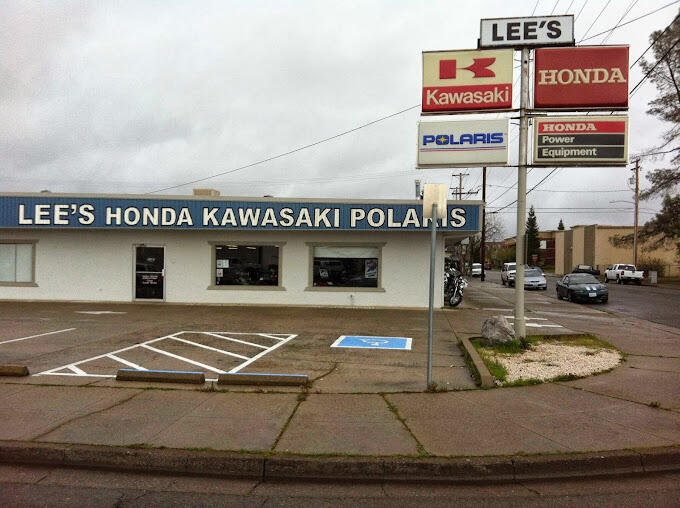 LEE'S
Kawasaki
HONDA
POLARIS
HONDA
Power
Equipment
LEE'S HONDA KAWASAKI POLARIS